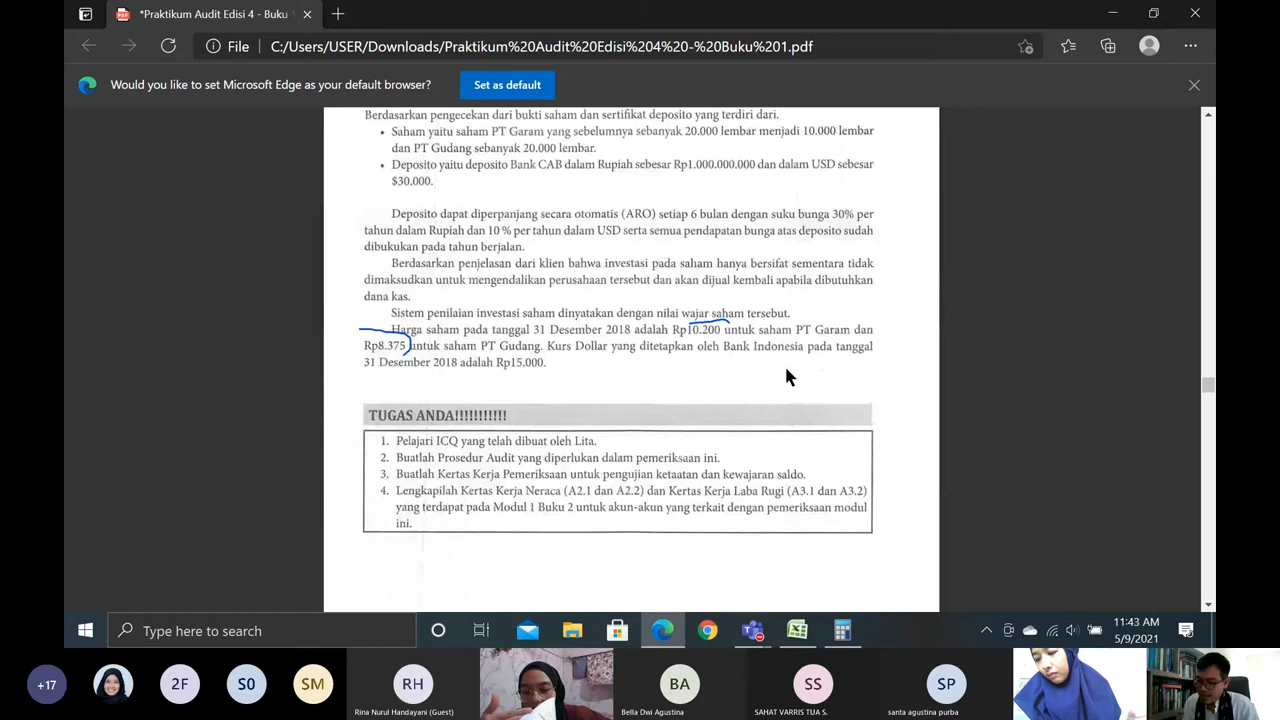 *Praktikum Audit Edisi 4 - Buku 1
File
C:/Users/USER/Downloads/Praktikum%20Audit%20Edisi%204%20-%20Buku%201.pdf
Would you like to set Microsoft Edge as your default browser?
Set as default
Berdasarkan pengecekan dari bukti saham dan sertifikat deposito yang terdiri dari.
• Saham yaitu saham PT Garam yang sebelumnya sebanyak 20.000 lembar menjadi 10.000 lembar
dan PT Gudang sebanyak 20.000 lembar.
• Deposito yaitu deposito Bank CAB dalam Rupiah sebesar Rp1.000.000.000 dan dalam USD sebesar
$30.000.
Deposito dapat diperpanjang secara otomatis (ARO) setiap 6 bulan dengan suku bunga 30% per
tahun dalam Rupiah dan 10 % per tahun dalam USD serta semua pendapatan bunga atas deposito sudah
dibukukan pada tahun berjalan.
Berdasarkan penjelasan dari klien bahwa investasi pada saham hanya bersifat sementara tidak
dimaksudkan untuk mengendalikan perusahaan tersebut dan akan dijual kembali apabila dibutuhkan
dana kas.
Sistem penilaian investasi saham dinyatakan dengan nilai wajar saham tersebut.
Harga saham pada tanggal 31 Desember 2018 adalah Rp10.200 untuk saham PT Garam dan
Rp8.375 untuk saham PT Gudang. Kurs Dollar yang ditetapkan oleh Bank Indonesia pada tanggal
31 Desember 2018 adalah Rp15.000.
TUGAS ANDA!!!!!!!!!!!
1. Pelajari ICQ yang telah dibuat oleh Lita.
2. Buatlah Prosedur Audit yang diperlukan dalam pemeriksaan ini.
3. Buatlah Kertas Kerja Pemeriksaan untuk pengujian ketaatan dan kewajaran saldo.
4. Lengkapilah Kertas Kerja Neraca (A2.1 dan A2.2) dan Kertas Kerja Laba Rugi (A3.1 dan A3.2)
yang terdapat pada Modul 1 Buku 2 untuk akun-akun yang terkait dengan pemeriksaan modul
ini.
Type here to search
11:43 AM
5/9/2021
+17
2F
S0
SM
RH
Rina Nurul Handayani (Guest)
BA
Bella Dwi Agustina
SS
SAHAT VARRIS TUA S.
SP
santa agustina purba